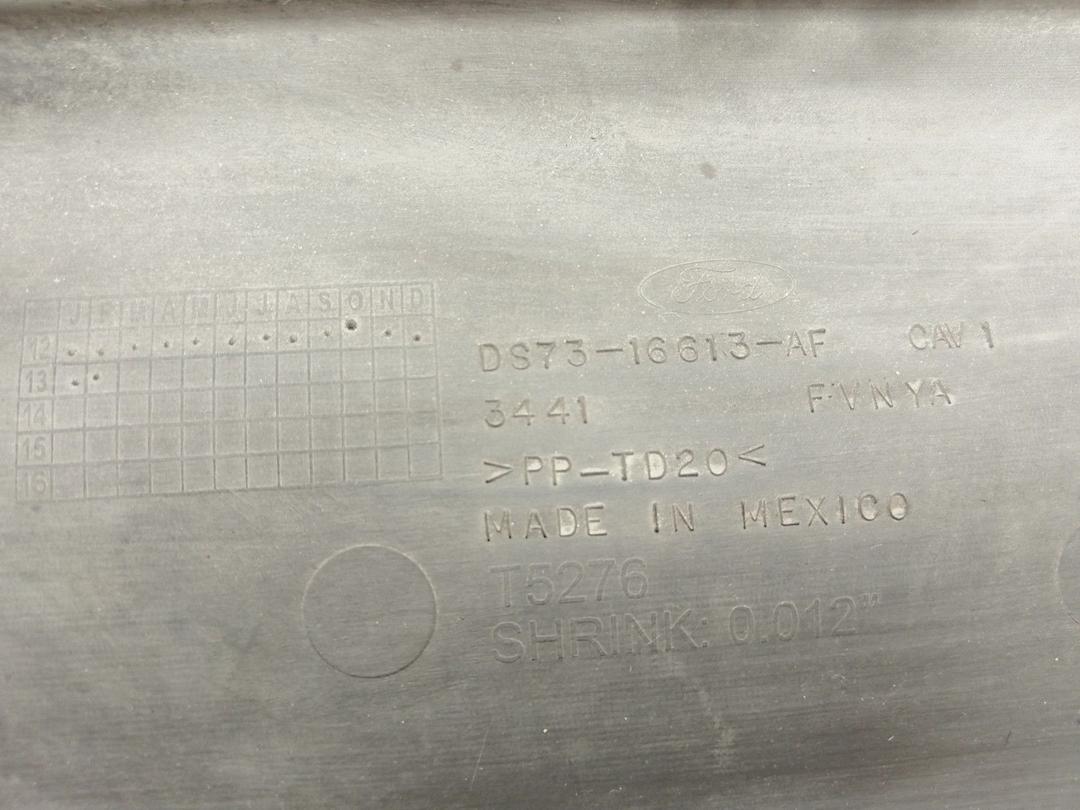 J F M A M J J A S O N D
12
13
14
15
16
Ford
DS73-16613-AF CAV 1
3441 FVNYA
>PP-TD20<
MADE IN MEXICO
T5276
SHRINK: 0.012"